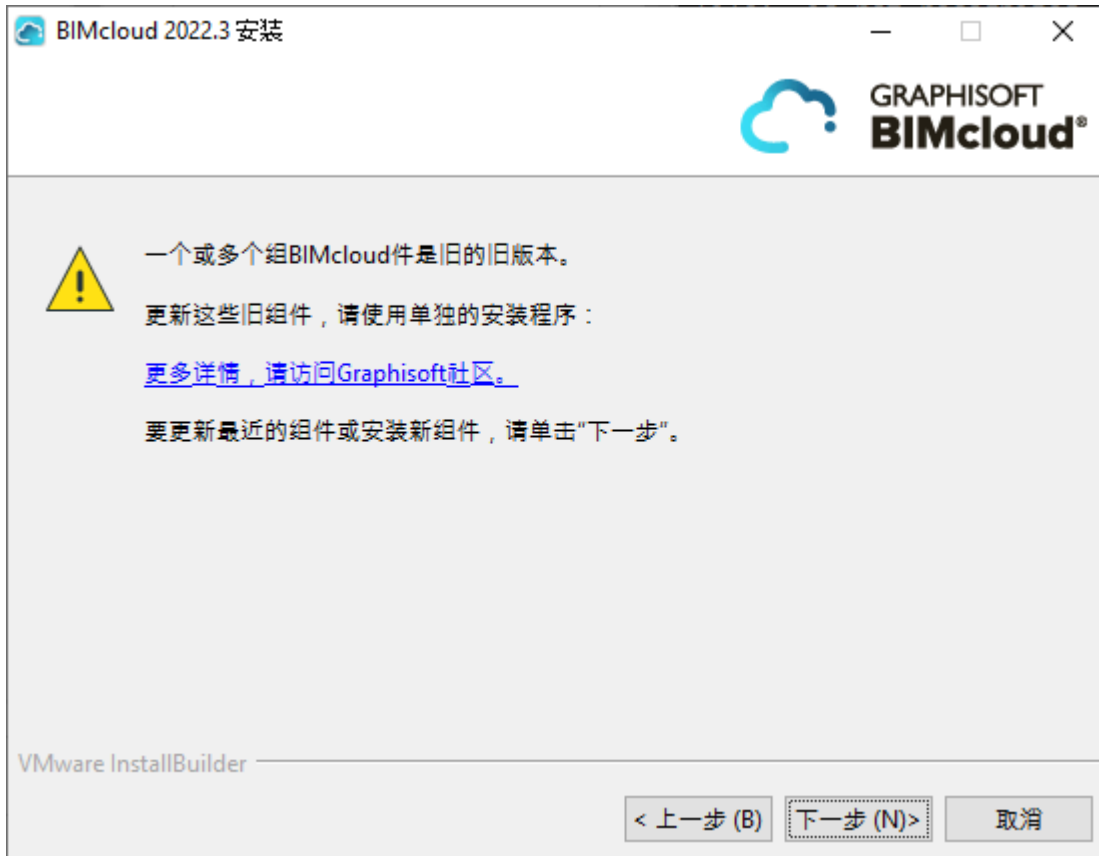 BIMcloud 2022.3 安装
GRAPHISOFT
BIMcloud®
一个或多个组BIMcloud件是旧的旧版本。
更新这些旧组件，请使用单独的安装程序：
更多详情，请访问Graphisoft社区。
要更新最近的组件或安装新组件，请单击“下一步”。
VMware InstallBuilder
< 上一步 (B)
下一步 (N)>
取消